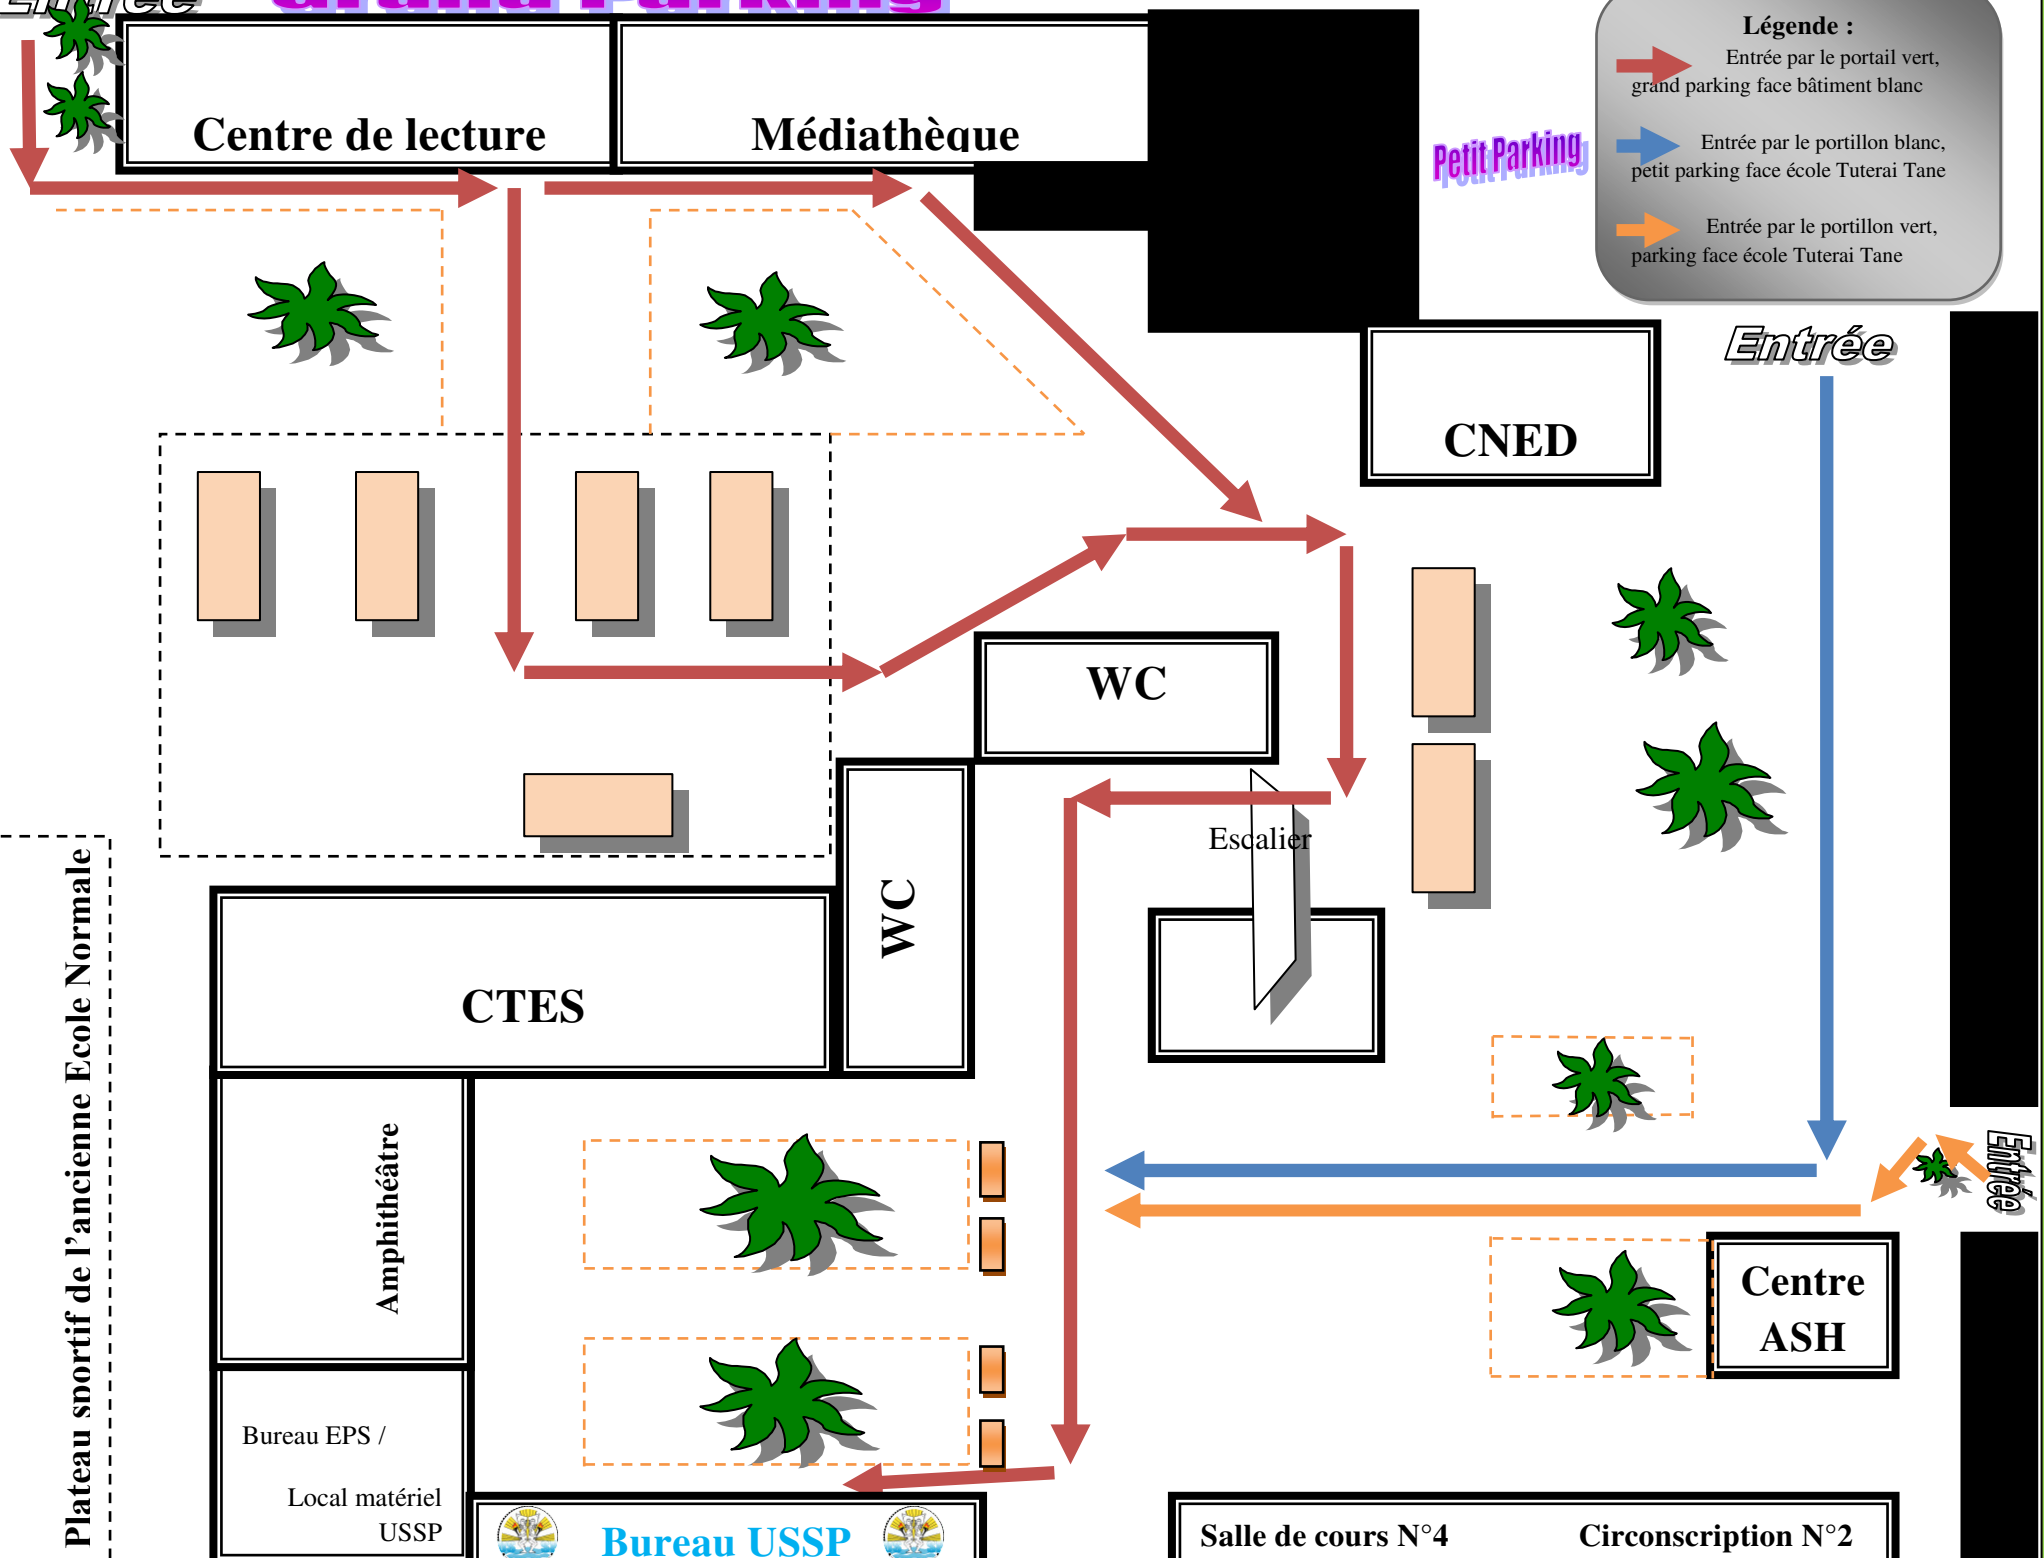 Entrée
Grand Parking
Légende :
Entrée par le portail vert,
grand parking face bâtiment blanc
Entrée par le portillon blanc,
petit parking face école Tuterai Tane
Entrée par le portillon vert,
parking face école Tuterai Tane
Centre de lecture
Médiathèque
Petit Parking
Entrée
CNED
WC
Escalier
WC
CTES
Plateau sportif de l'ancienne Ecole Normale
Amphithéâtre
Entrée
Centre
ASH
Bureau EPS /
Local matériel
USSP
Bureau USSP
Salle de cours N°4
Circonscription N°2